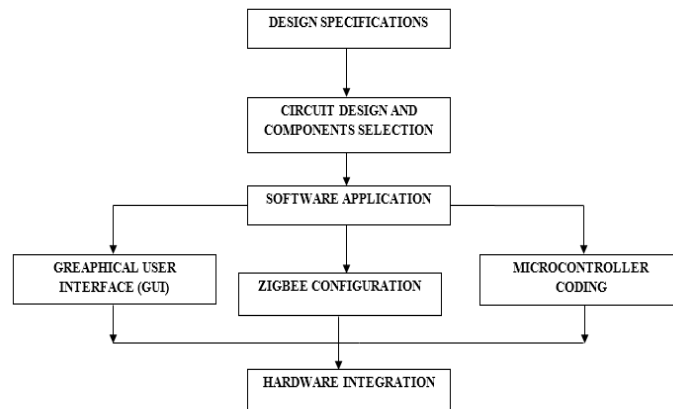 DESIGN SPECIFICATIONS
CIRCUIT DESIGN AND
COMPONENTS SELECTION
SOFTWARE APPLICATION
GREAPHICAL USER
INTERFACE (GUI)
ZIGBEE CONFIGURATION
MICROCONTROLLER
CODING
HARDWARE INTEGRATION